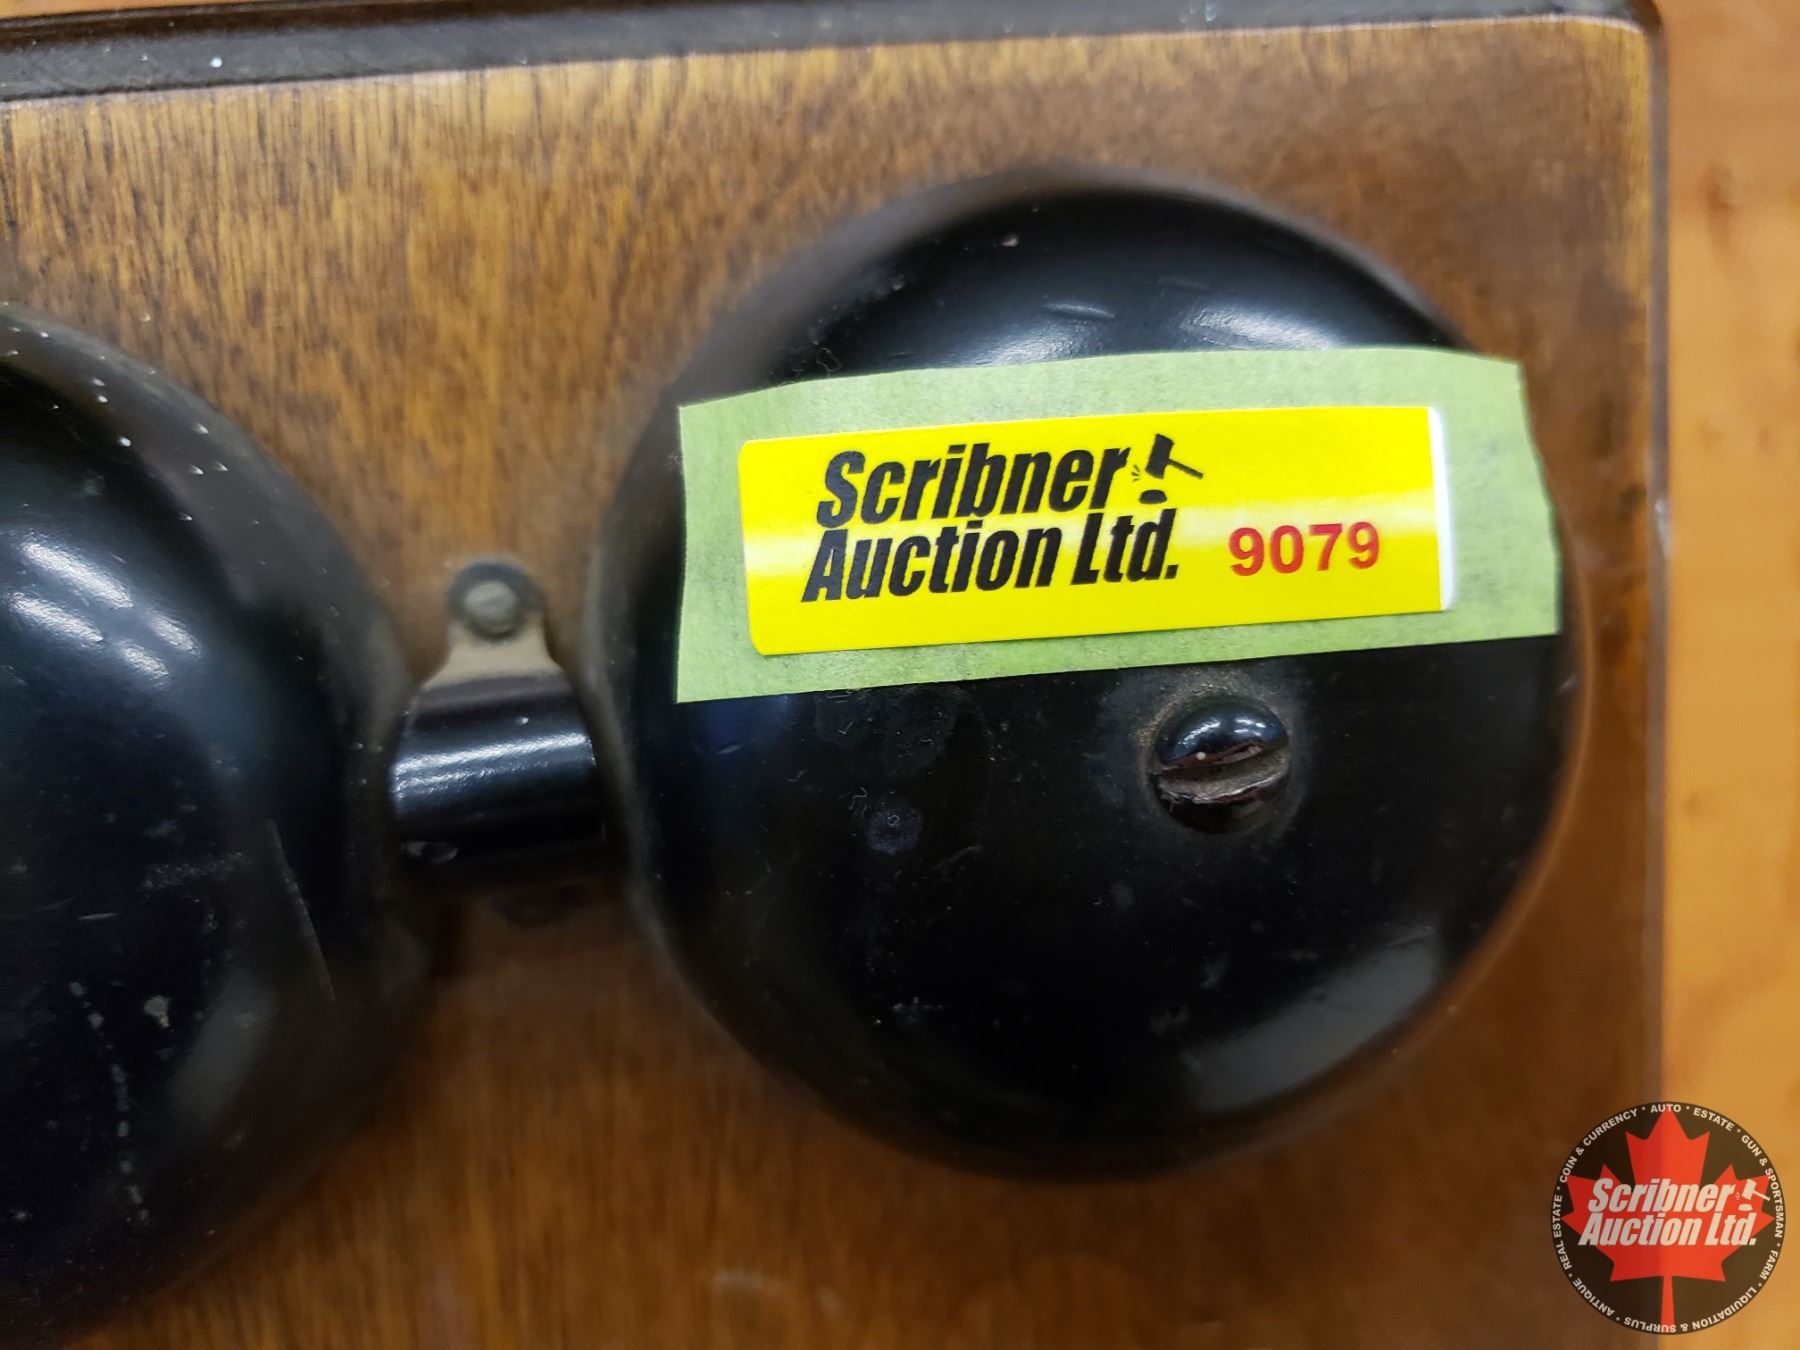 Scribner
Auction Ltd. 9079
COIN & CURRENCY * AUTO * ESTATE * GUN & SPORTSMAN * FARM * LIQUIDATION & SURPLUS * ANTIQUE * REAL ESTATE *
Scribner
Auction Ltd.